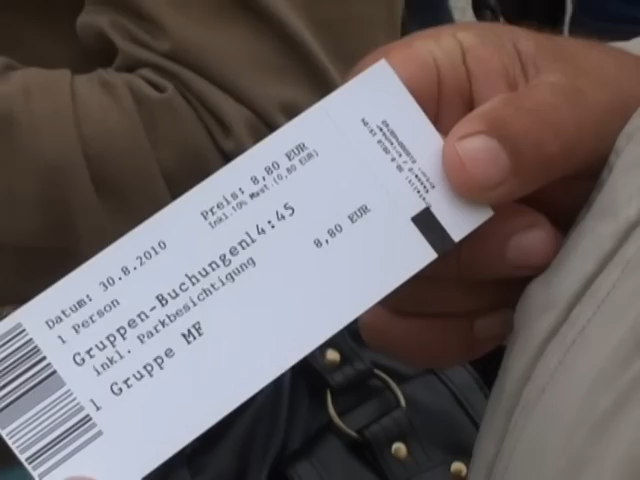 Datum: 30.8.2010
Preis: 8,80 EUR
Inkl.10% Mwst.(0,80 EUR)
1 Person
Gruppen-Buchungen14:45
inkl. Parkbesichtigung
8,80 EUR
1 Gruppe MF